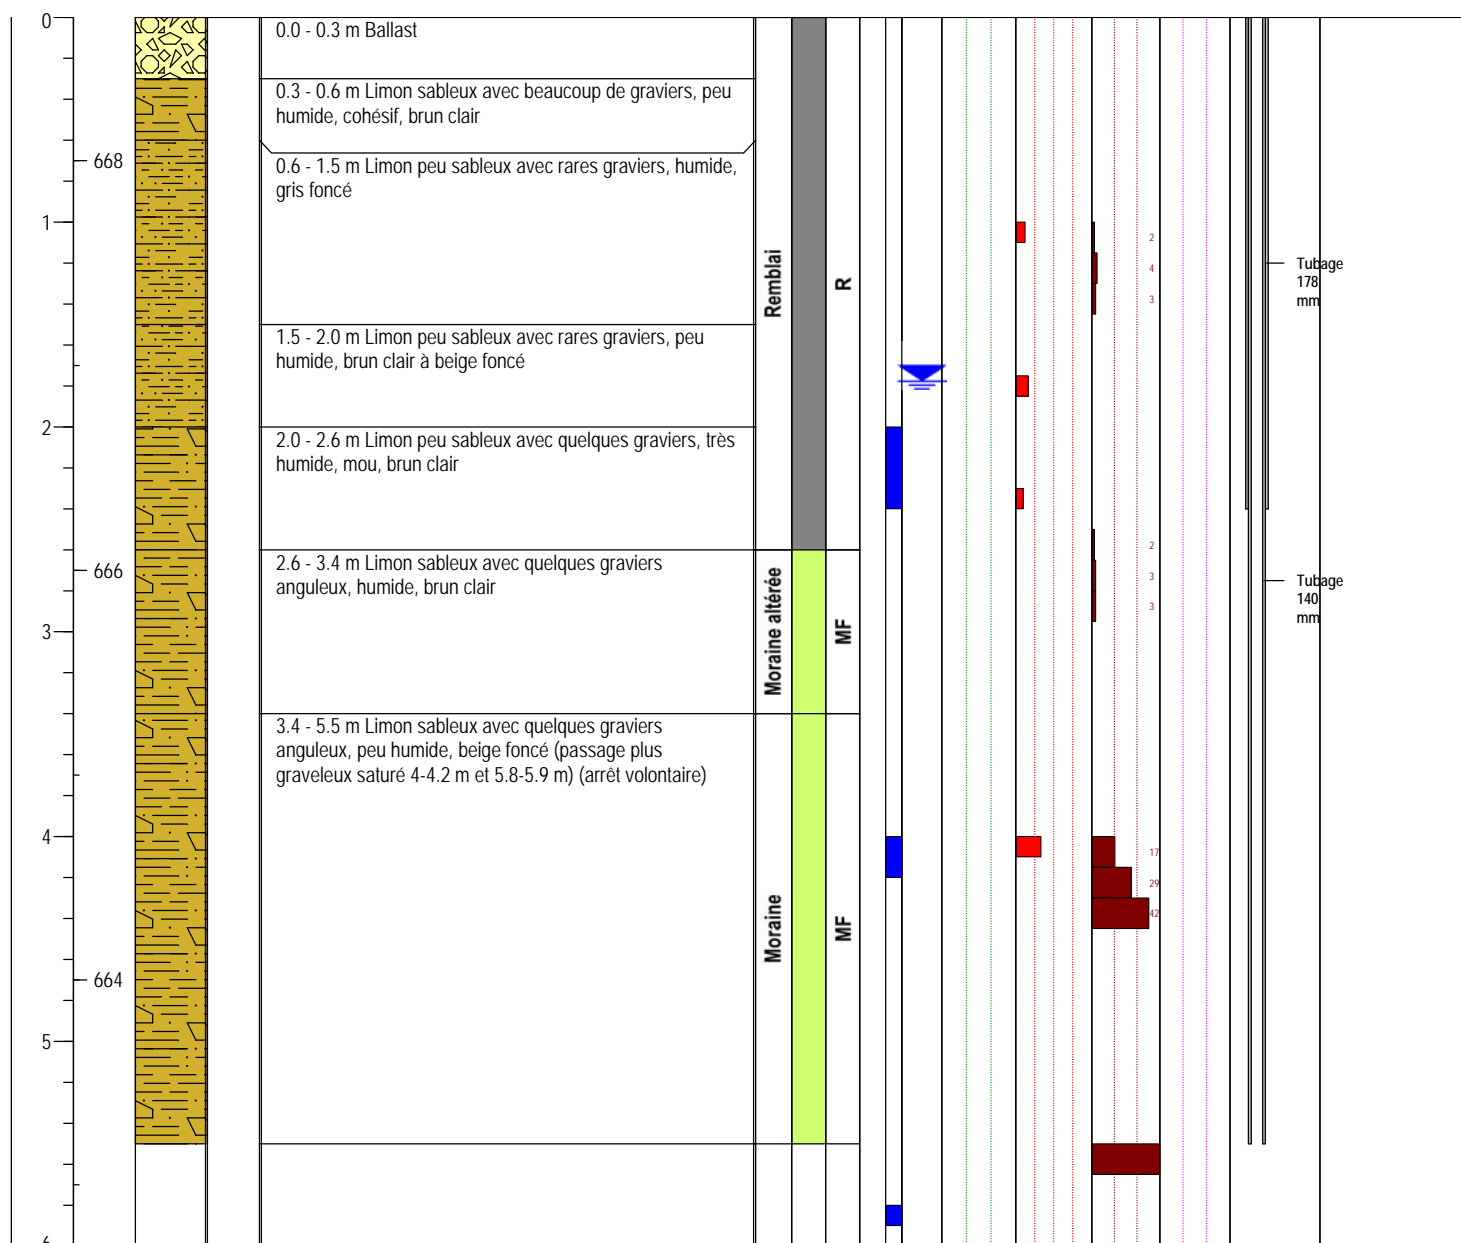 0
0.0 - 0.3 m Ballast
0.3 - 0.6 m Limon sableux avec beaucoup de graviers, peu
humide, cohésif, brun clair
668
0.6 - 1.5 m Limon peu sableux avec rares graviers, humide,
gris foncé
1
2
4
3
Tubage
178
mm
Remblai
R
1.5 - 2.0 m Limon peu sableux avec rares graviers, peu
humide, brun clair à beige foncé
2
2.0 - 2.6 m Limon peu sableux avec quelques graviers, très
humide, mou, brun clair
666
2.6 - 3.4 m Limon sableux avec quelques graviers
anguleux, humide, brun clair
2
3
3
Tubage
140
mm
3
Moraine altérée
MF
3.4 - 5.5 m Limon sableux avec quelques graviers
anguleux, peu humide, beige foncé (passage plus
graveleux saturé 4-4.2 m et 5.8-5.9 m) (arrêt volontaire)
4
17
29
42
Moraine
MF
664
5
6